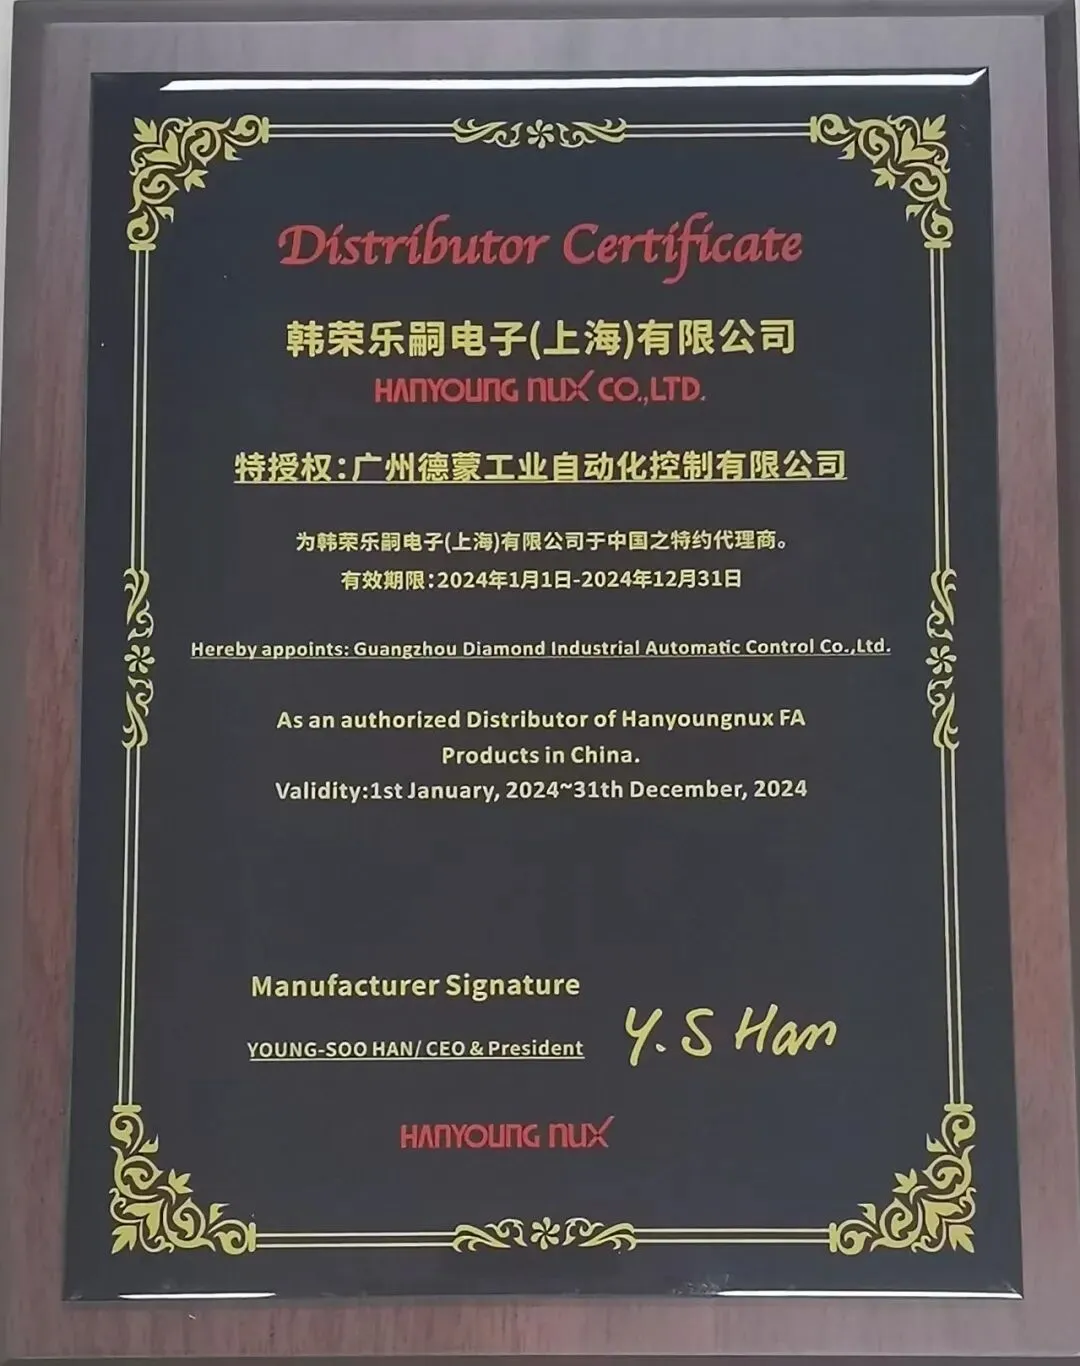 Distributor Certificate
韩荣乐嗣电子(上海)有限公司
HANYOUNG NUX CO.,LTD.
特授权:广州德蒙工业自动化控制有限公司
为韩荣乐嗣电子(上海)有限公司于中国之特约代理商。
有效期限:2024年1月1日-2024年12月31日
Hereby appoints: Guangzhou Diamond Industrial Automatic Control Co.,Ltd.
As an authorized Distributor of Hanyoungnux FA
Products in China.
Validity:1st January, 2024~31th December, 2024
Manufacturer Signature
YOUNG-SOO HAN/ CEO & President
Y. S Han
HANYOUNG NUX